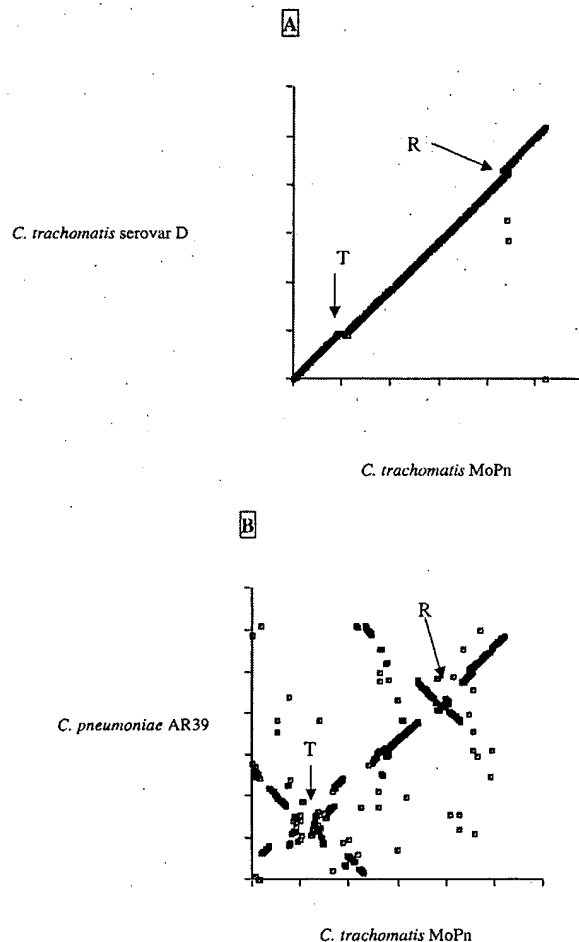 A
R
C. trachomatis serovar D
T
C. trachomatis MoPn
B
R
C. pneumoniae AR39
T
C. trachomatis MoPn